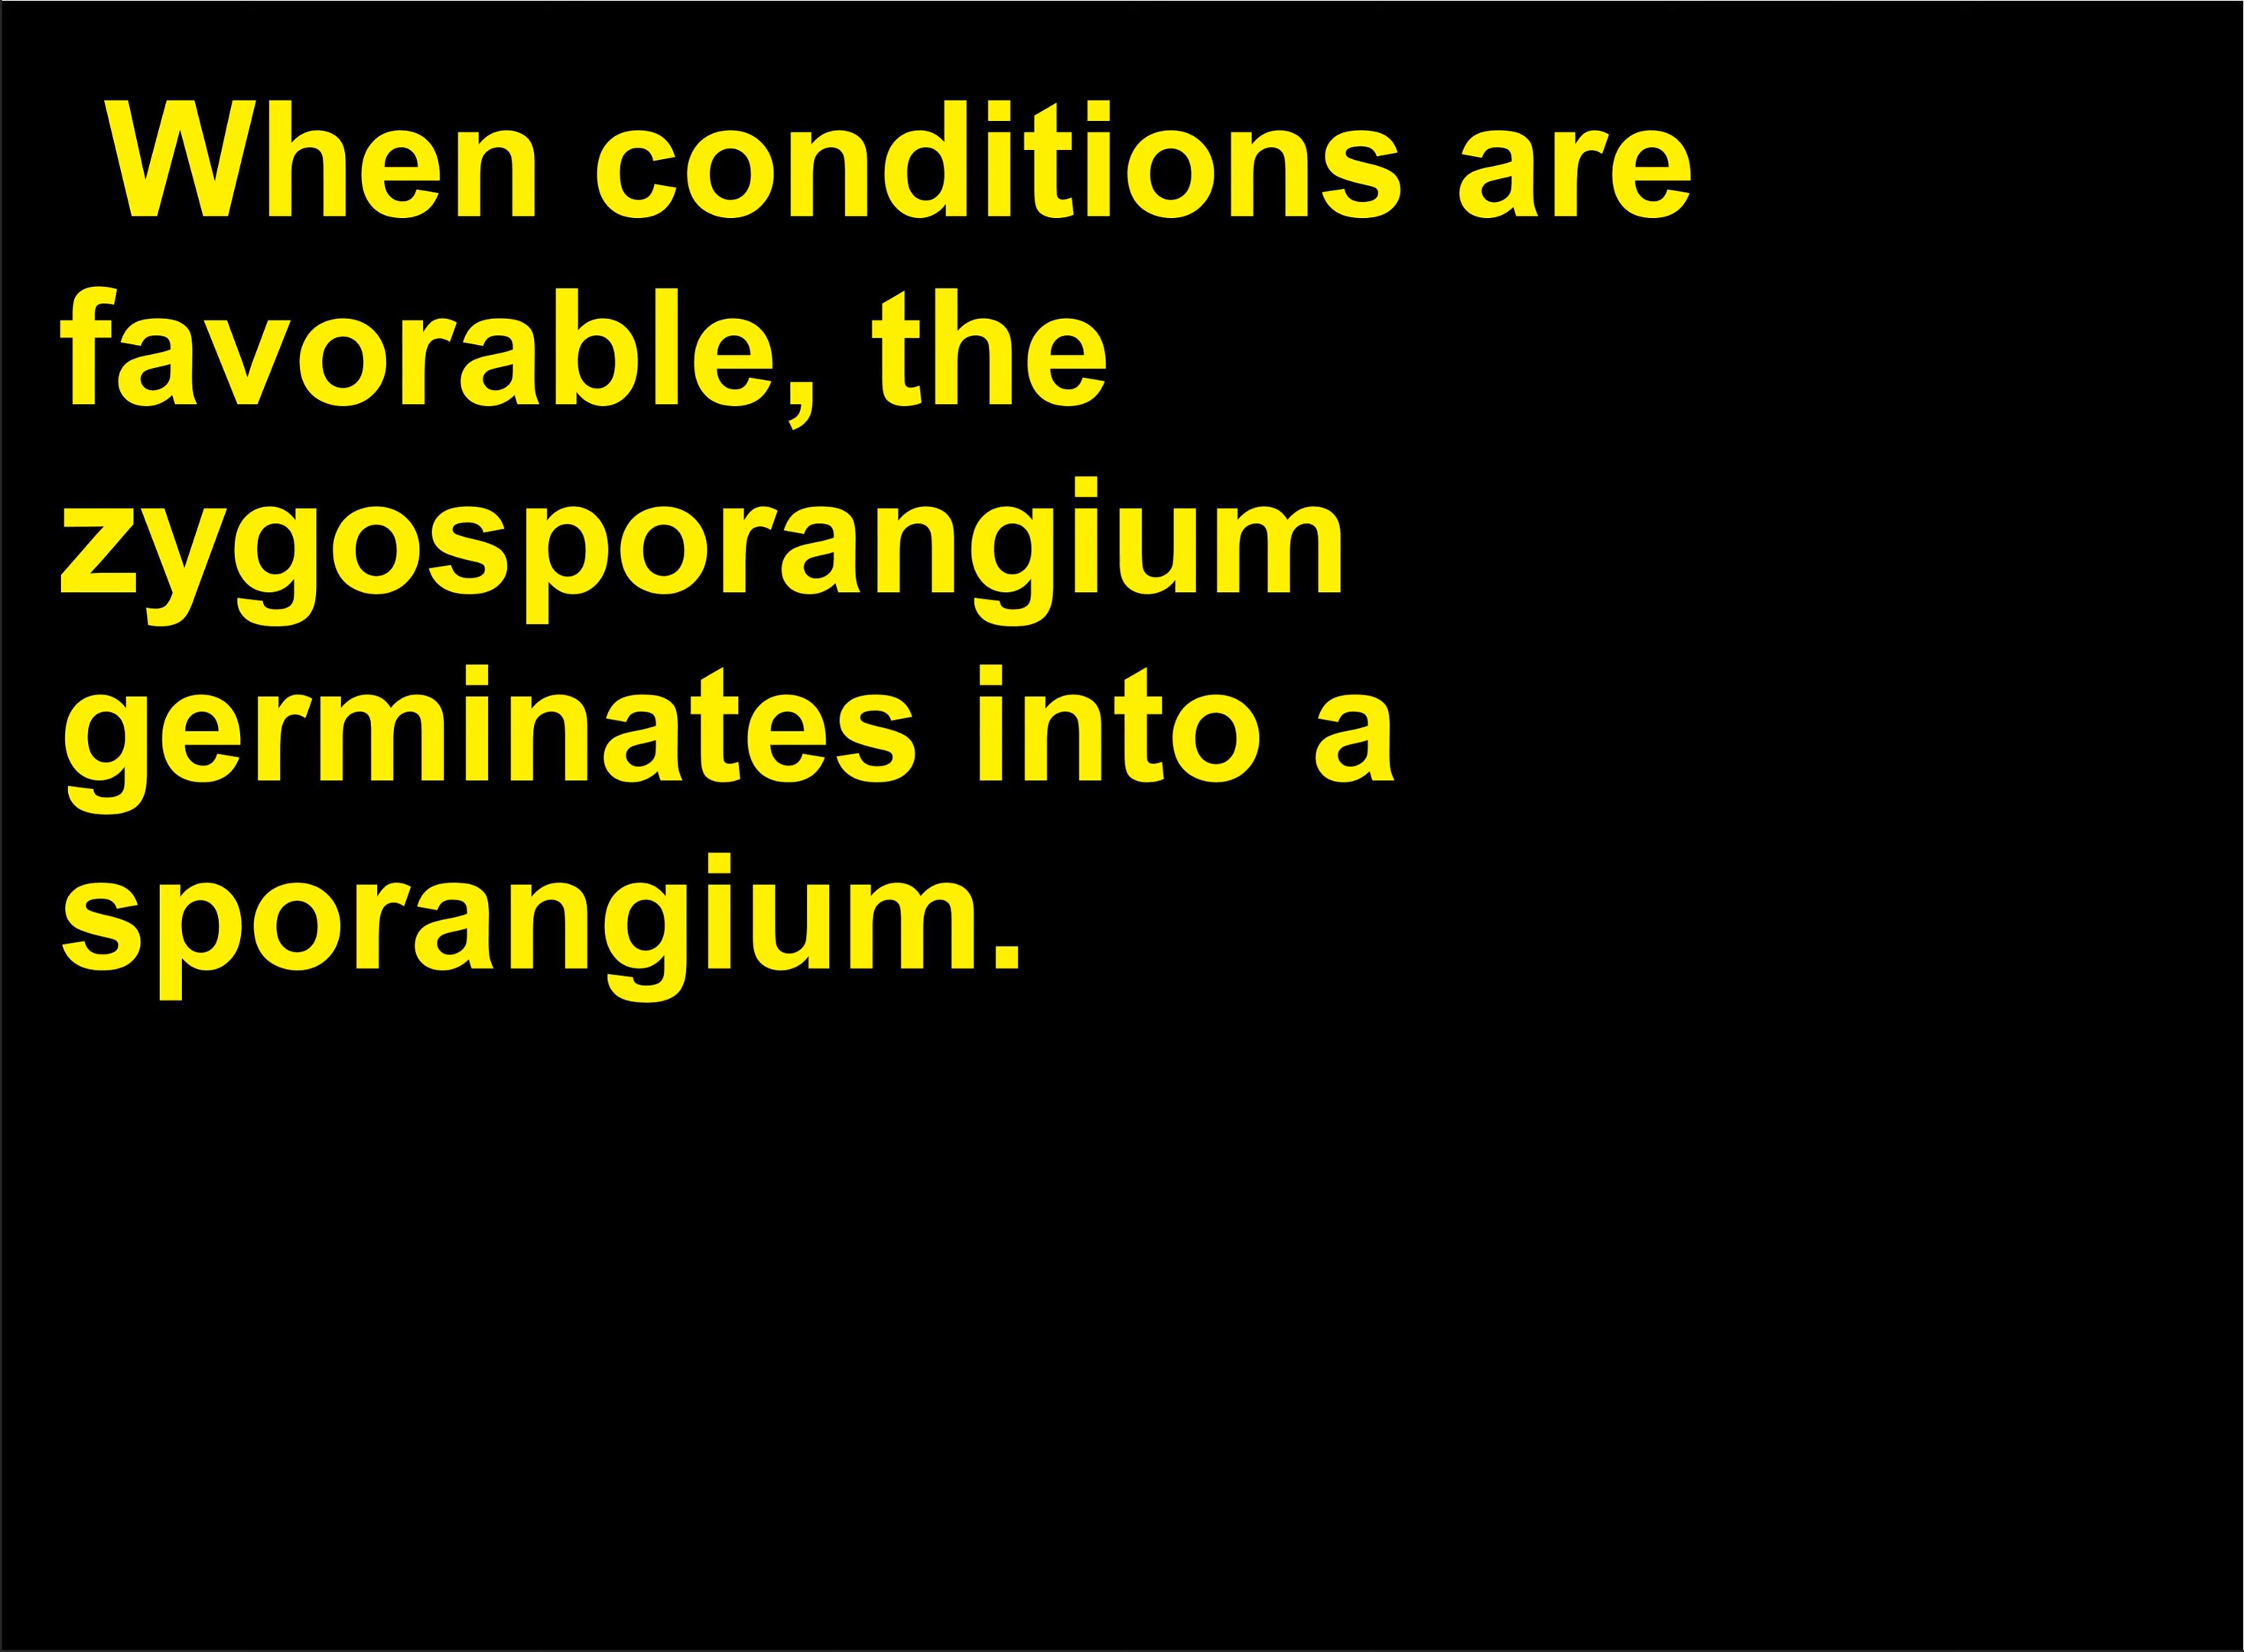 When conditions are
favorable, the
zygosporangium
germinates into a
sporangium.